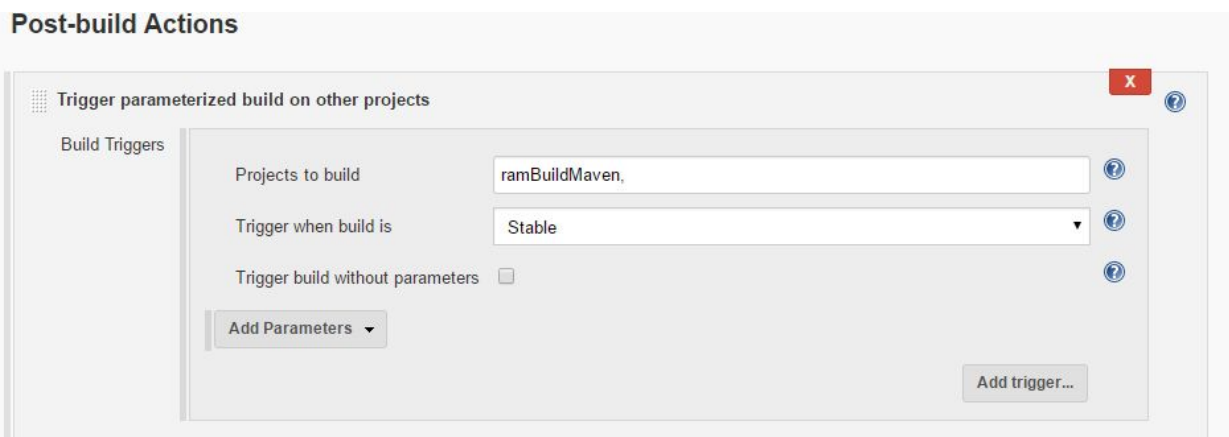 Post-build Actions
X
Trigger parameterized build on other projects
?
Build Triggers
Projects to build
ramBuildMaven,
?
Trigger when build is
Stable
?
Trigger build without parameters
?
Add Parameters
Add trigger...